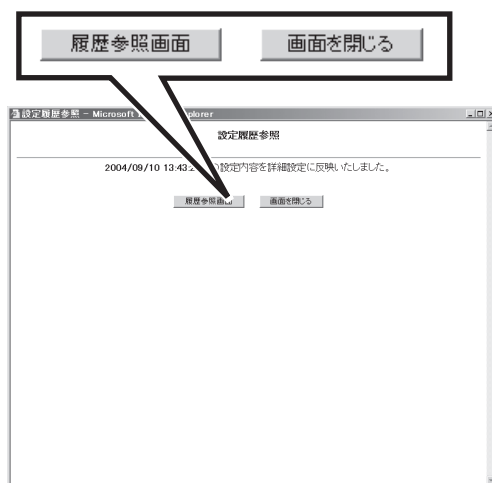 履歴参照画面 画面を閉じる
設定履歴参照 - Microsoft plorer
設定履歴参照
2004/09/10 13:43: の設定内容を詳細設定に反映いたしました。
履歴参照画面 画面を閉じる